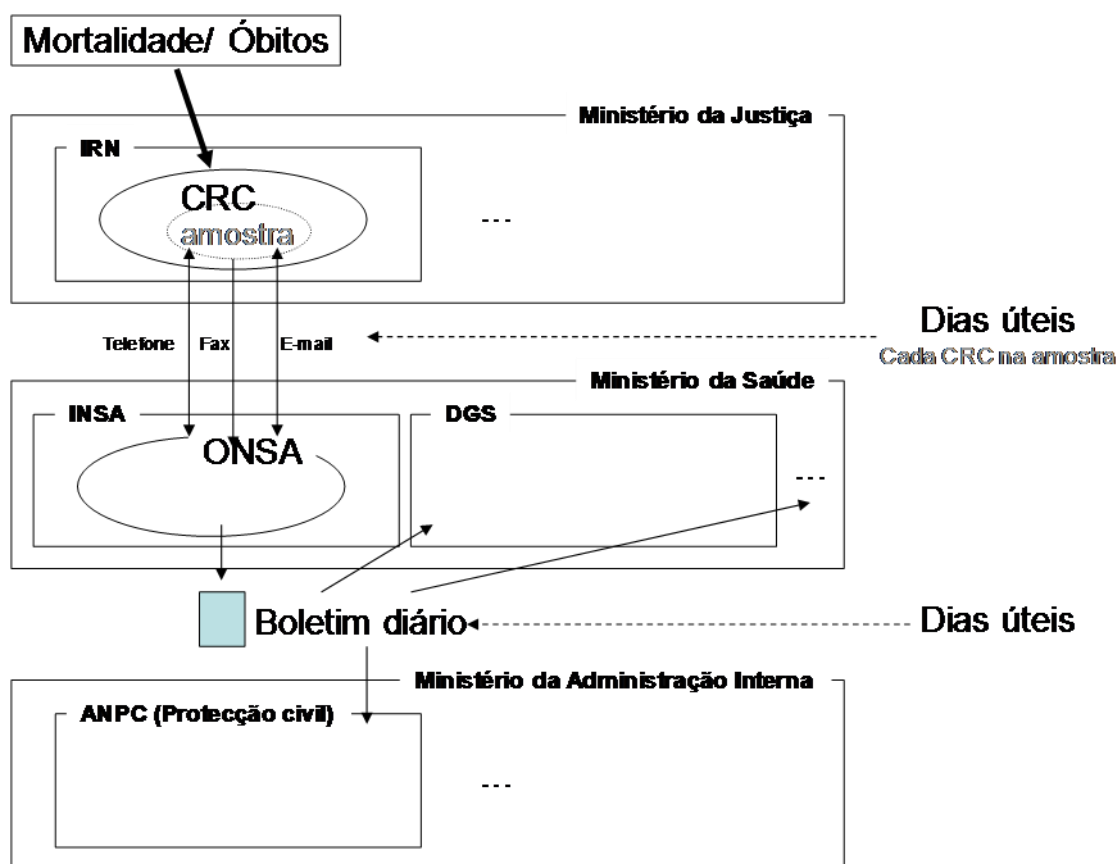 Mortalidade/ Óbitos
Ministério da Justiça
IRN
CRC
amostra
---
Telefone Fax E-mail
Dias úteis
Cada CRC na amostra
Ministério da Saúde
INSA
DGS
ONSA
---
Boletim diário
Dias úteis
Ministério da Administração Interna
ANPC (Protecção civil)
---